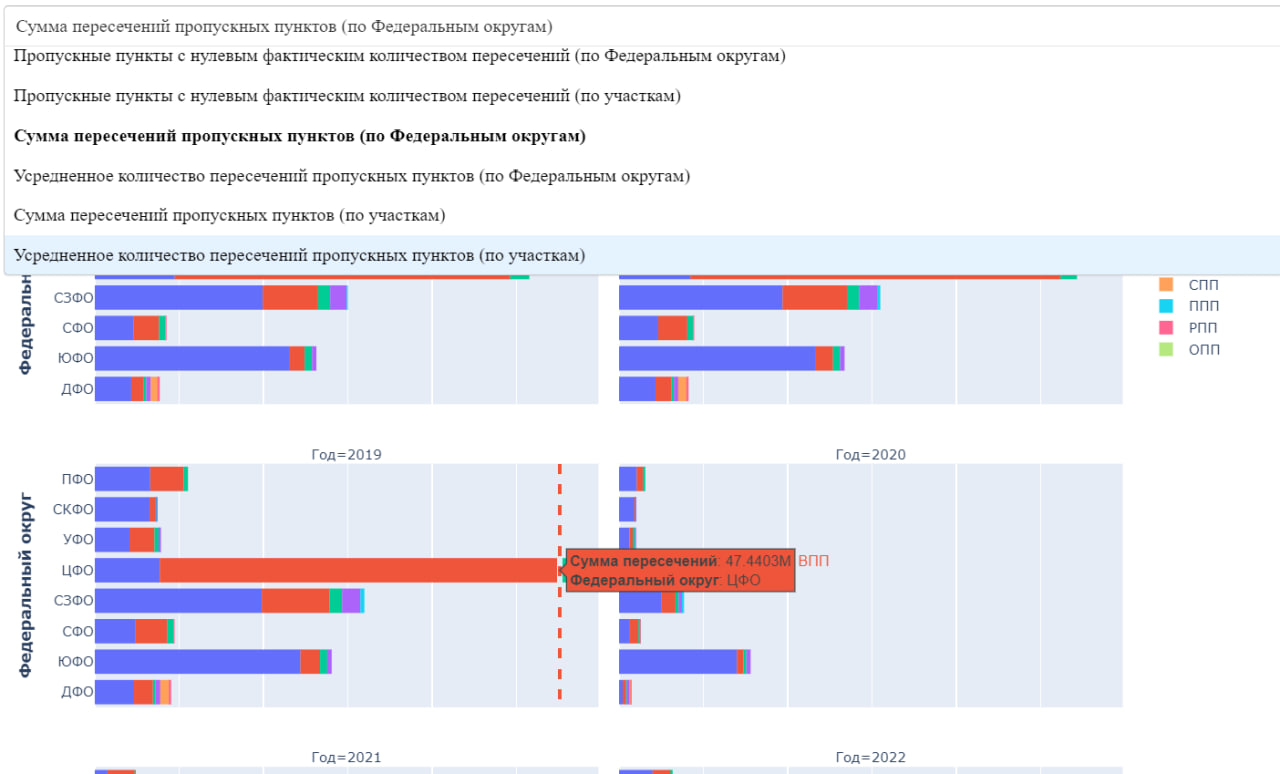 Сумма пересечений пропускных пунктов (по Федеральным округам)
Пропускные пункты с нулевым фактическим количеством пересечений (по Федеральным округам)
Пропускные пункты с нулевым фактическим количеством пересечений (по участкам)
Сумма пересечений пропускных пунктов (по Федеральным округам)
Усредненное количество пересечений пропускных пунктов (по Федеральным округам)
Сумма пересечений пропускных пунктов (по участкам)
Усредненное количество пересечений пропускных пунктов (по участкам)
Федеральн
СЗФО
СФО
ЮФО
ДФО
СПП
ППП
РПП
ОПП
Год=2019
Год=2020
Федеральный округ
ПФО
СКФО
УФО
ЦФО
СЗФО
СФО
ЮФО
ДФО
Сумма пересечений: 47.4403M ВПП
Федеральный округ: ЦФО
Год=2021
Год=2022